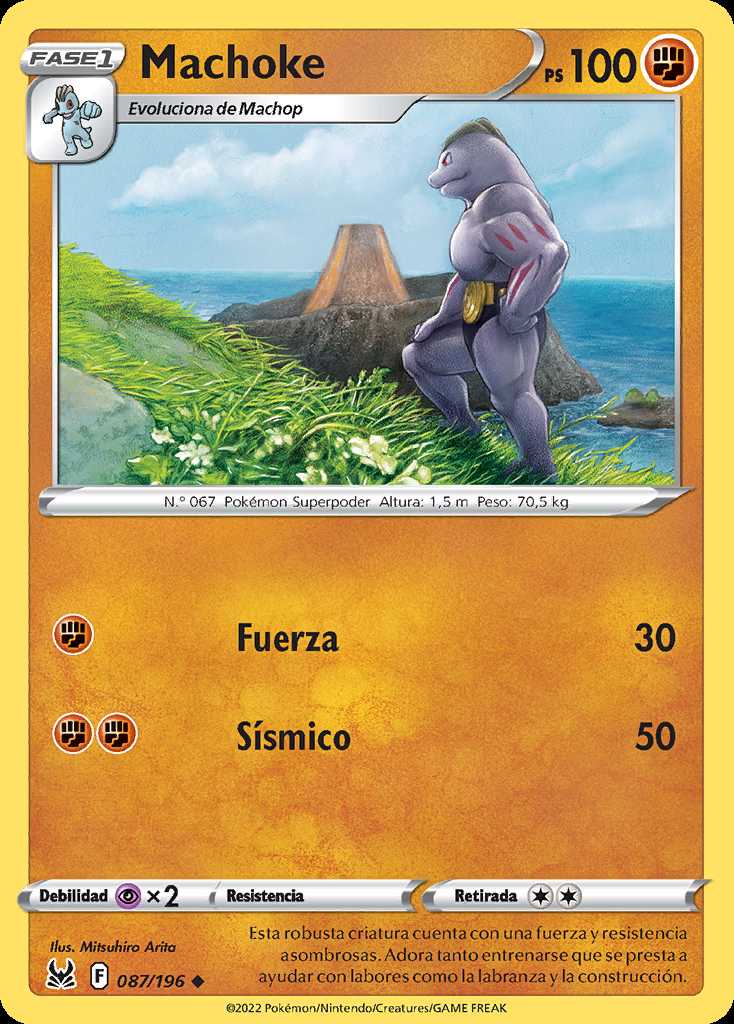 FASE1
Machoke
PS 100
Evoluciona de Machop
N.º 067 Pokémon Superpoder Altura: 1,5 m Peso: 70,5 kg
Fuerza 30
Sísmico 50
Debilidad ×2 Resistencia Retirada
Ilus. Mitsuhiro Arita
Esta robusta criatura cuenta con una fuerza y resistencia
asombrosas. Adora tanto entrenarse que se presta a
ayudar con labores como la labranza y la construcción.
F 087/196
©2022 Pokémon/Nintendo/Creatures/GAME FREAK